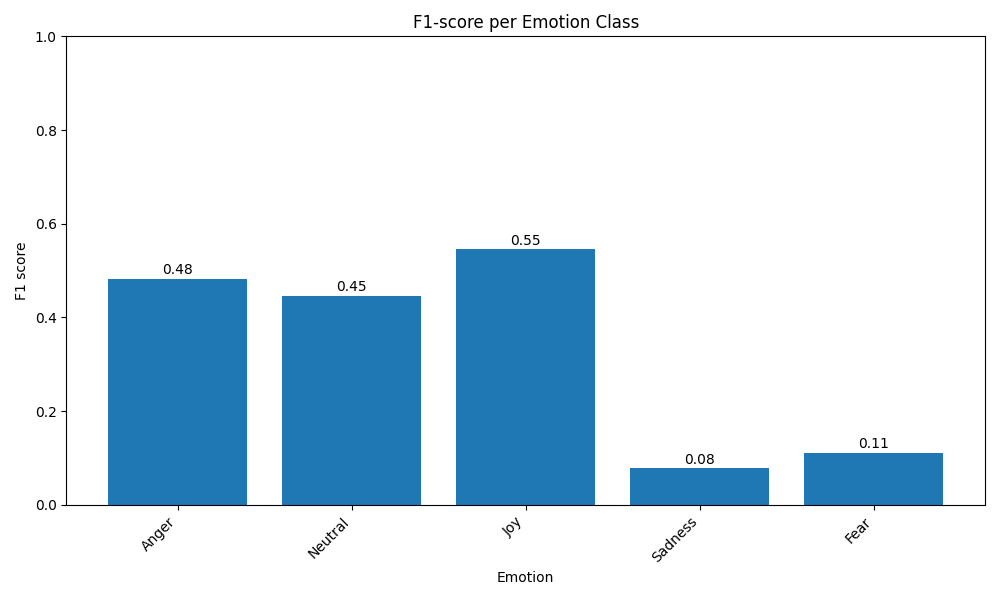 F1-score per Emotion Class
F1 score
1.0
0.8
0.6
0.4
0.2
0.0
0.48
0.45
0.55
0.08
0.11
Anger
Neutral
Joy
Sadness
Fear
Emotion